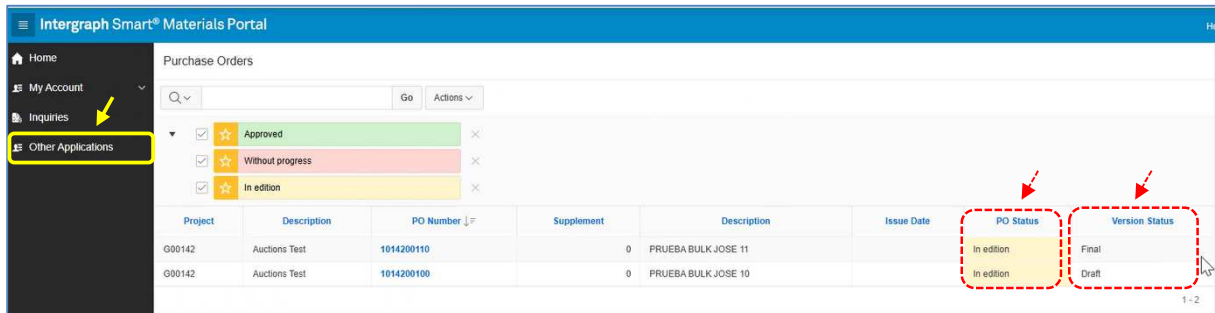 Intergraph Smart® Materials Portal
Home
My Account
Inquiries
Other Applications
Purchase Orders
Go Actions
Approved
Without progress
In edition
Project Description PO Number Supplement Description Issue Date PO Status Version Status
G00142 Auctions Test 1014200110 0 PRUEBA BULK JOSE 11 In edition Final
G00142 Auctions Test 1014200100 0 PRUEBA BULK JOSE 10 In edition Draft
1 - 2